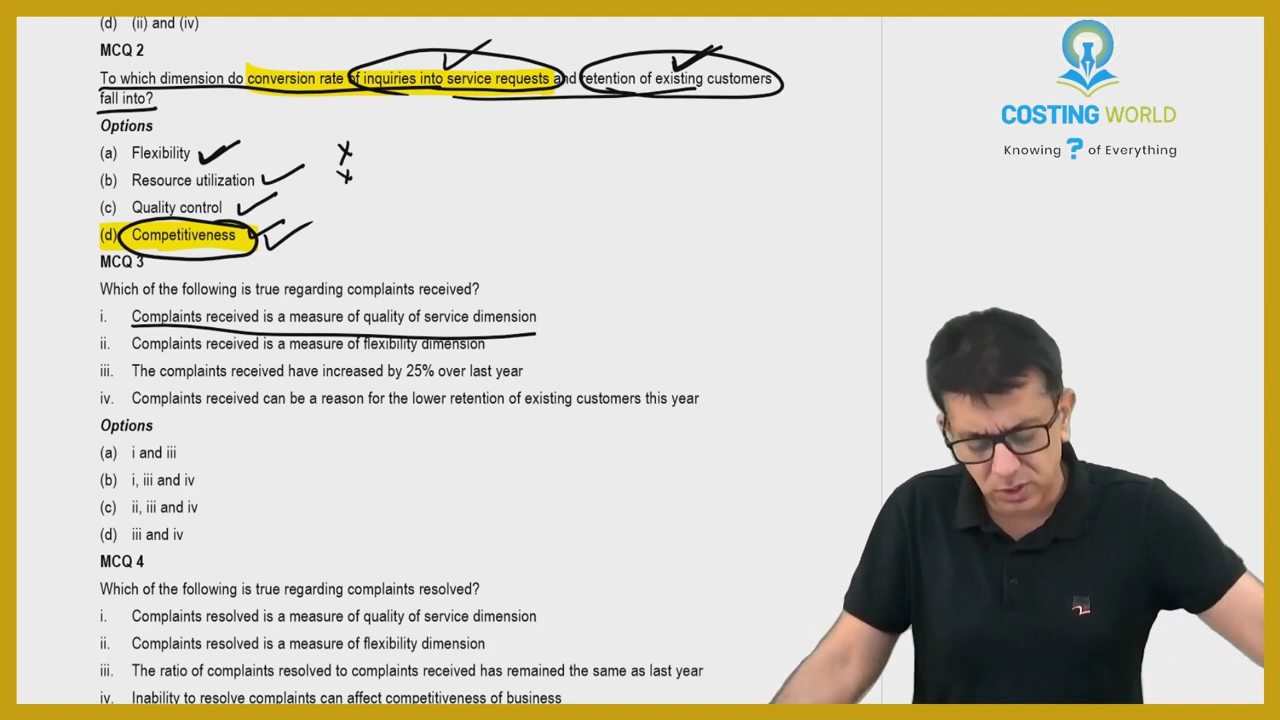 (d) (ii) and (iv)
MCQ 2
To which dimension do conversion rate of inquiries into service requests and retention of existing customers
fall into?
Options
(a) Flexibility
(b) Resource utilization
(c) Quality control
(d) Competitiveness
MCQ 3
Which of the following is true regarding complaints received?
i. Complaints received is a measure of quality of service dimension
ii. Complaints received is a measure of flexibility dimension
iii. The complaints received have increased by 25% over last year
iv. Complaints received can be a reason for the lower retention of existing customers this year
Options
(a) i and iii
(b) i, iii and iv
(c) ii, iii and iv
(d) iii and iv
MCQ 4
Which of the following is true regarding complaints resolved?
i. Complaints resolved is a measure of quality of service dimension
ii. Complaints resolved is a measure of flexibility dimension
iii. The ratio of complaints resolved to complaints received has remained the same as last year
iv. Inability to resolve complaints can affect competitiveness of business
COSTING WORLD
Knowing ? of Everything